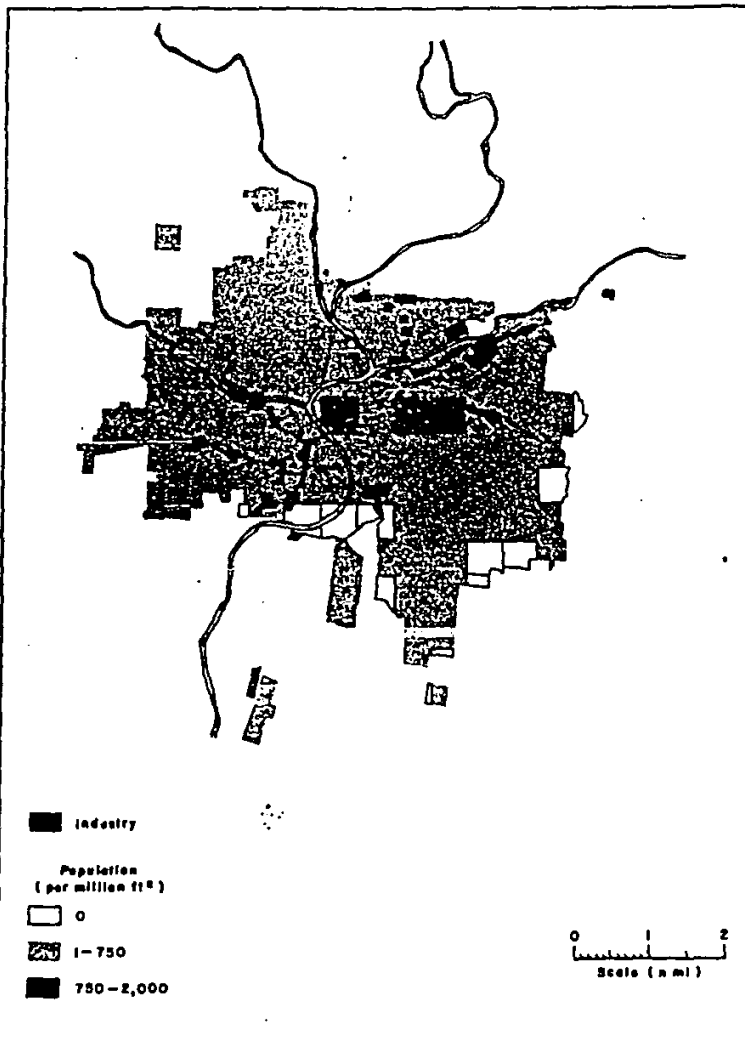 Industry
Population
(per million ft²)
0
1-750
750-2,000
0 1 2
Scale (n mi)